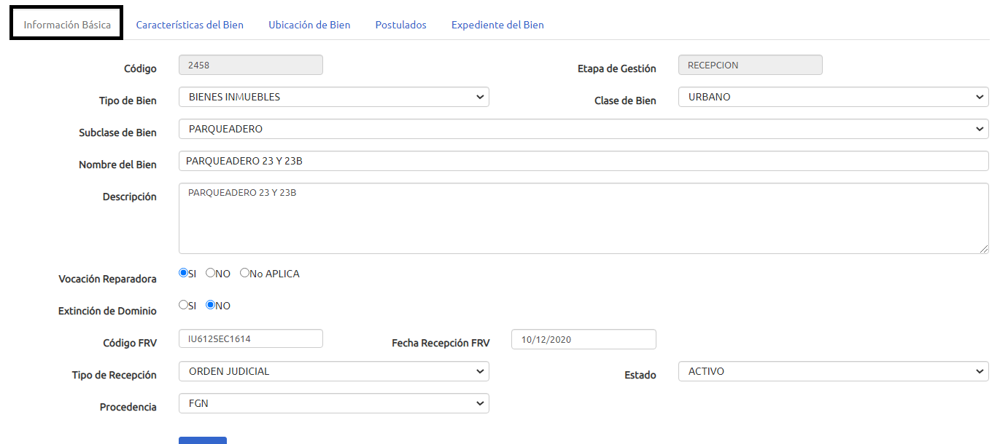 Información Básica Características del Bien Ubicación de Bien Postulados Expediente del Bien
Código 2458 Etapa de Gestión RECEPCION
Tipo de Bien BIENES INMUEBLES Clase de Bien URBANO
Subclase de Bien PARQUEADERO
Nombre del Bien PARQUEADERO 23 Y 23B
Descripción PARQUEADERO 23 Y 23B
Vocación Reparadora SI NO No APLICA
Extinción de Dominio SI NO
Código FRV IU612SEC1614 Fecha Recepción FRV 10/12/2020
Tipo de Recepción ORDEN JUDICIAL Estado ACTIVO
Procedencia FGN